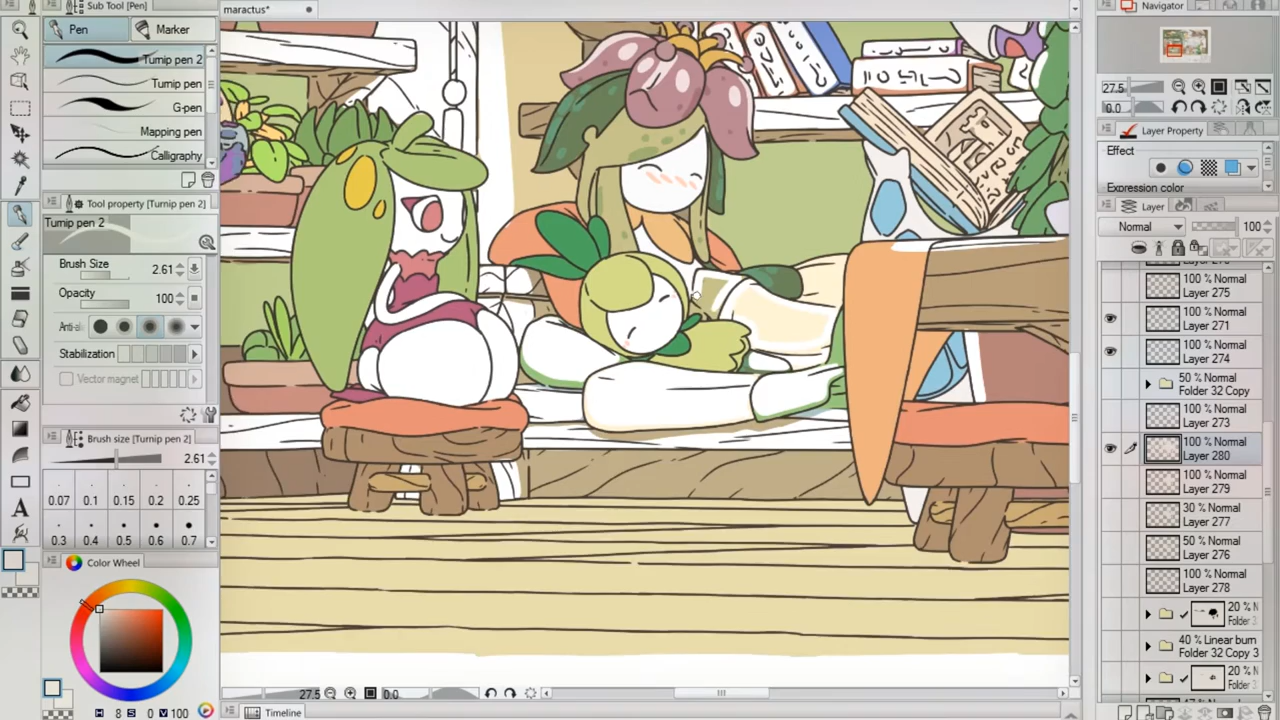 Sub Tool [Pen]
maractus*
Navigator
Pen
Marker
Turnip pen 2
Turnip pen
G-pen
Mapping pen
Calligraphy
27.5
0.0
Layer Property
Effect
Expression color
Tool property [Turnip pen 2]
Turnip pen 2
Brush Size 2.61
Opacity 100
Stabilization
Vector magnet
Layer
Normal 100
100 % Normal
Layer 275
100 % Normal
Layer 271
100 % Normal
Layer 274
50 % Normal
Folder 32 Copy
100 % Normal
Layer 273
100 % Normal
Layer 280
100 % Normal
Layer 279
30 % Normal
Layer 277
50 % Normal
Layer 276
100 % Normal
Layer 278
20 % N
Folder 3
40 % Linear burn
Folder 32 Copy 3
20 % N
Folder 3
Brush size [Turnip pen 2]
2.61
0.07 0.1 0.15 0.2 0.25
0.3 0.4 0.5 0.6 0.7
Color Wheel
H 8 S 0 V 100
27.5
0.0
Timeline